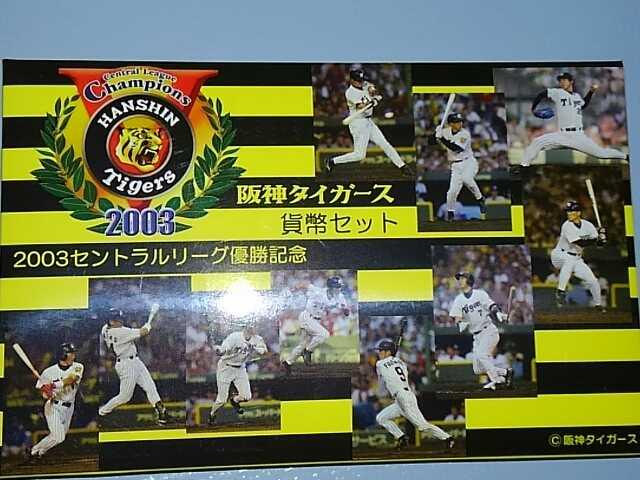 Central League
Champions
HANSHIN
Tigers
2003
阪神タイガース
貨幣セット
2003セントラルリーグ優勝記念
9
©阪神タイガース